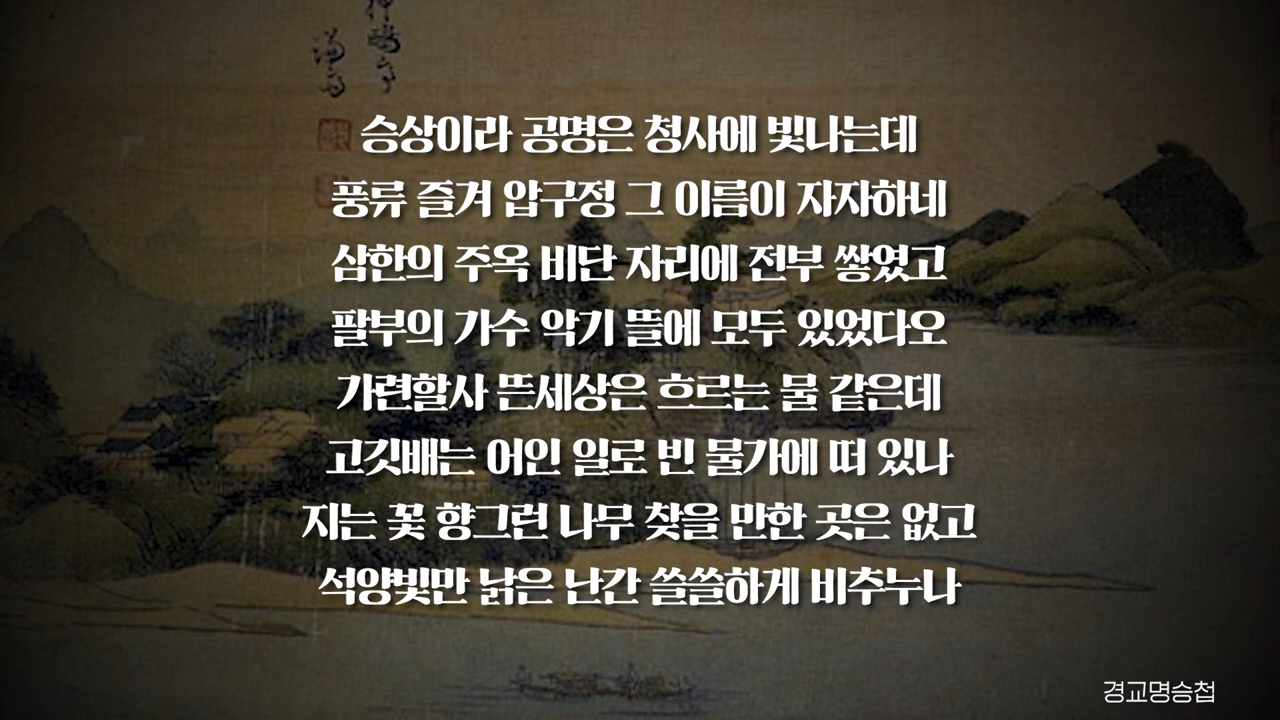 승상이라 공명은 청사에 빛나는데
풍류 즐겨 압구정 그 이름이 자자하네
삼한의 주옥 비단 자리에 전부 쌓였고
팔부의 가수 악기 뜰에 모두 있었다오
가련할사 뜬세상은 흐르는 물 같은데
고깃배는 어인 일로 빈 물가에 떠 있나
지는 꽃 향그런 나무 찾을 만한 곳은 없고
석양빛만 낡은 난간 쓸쓸하게 비추누나
경교명승첩